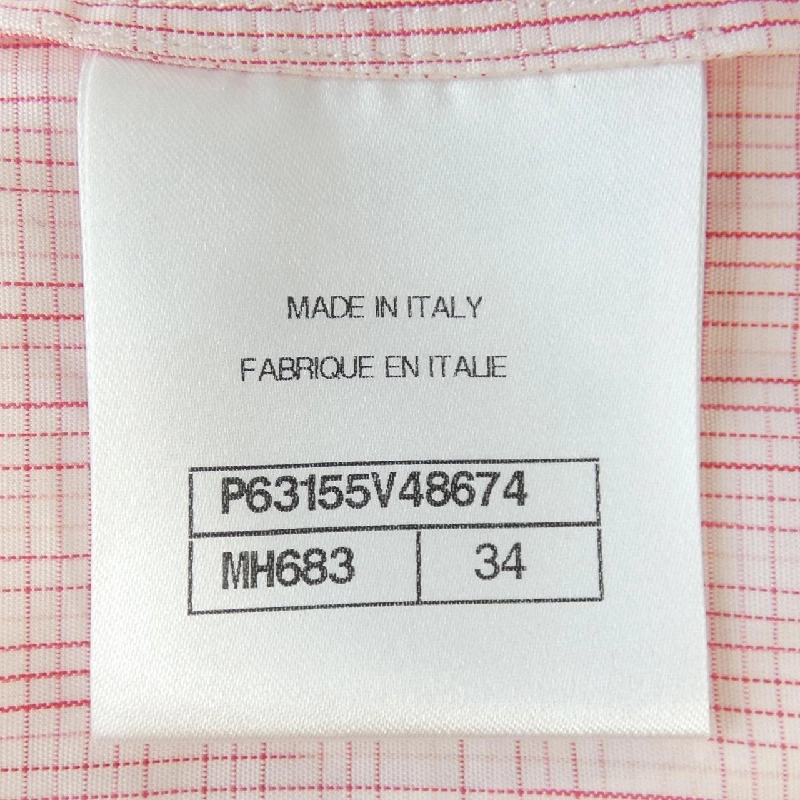 MADE IN ITALY
FABRIQUE EN ITALIE
P63155V48674
MH683 34